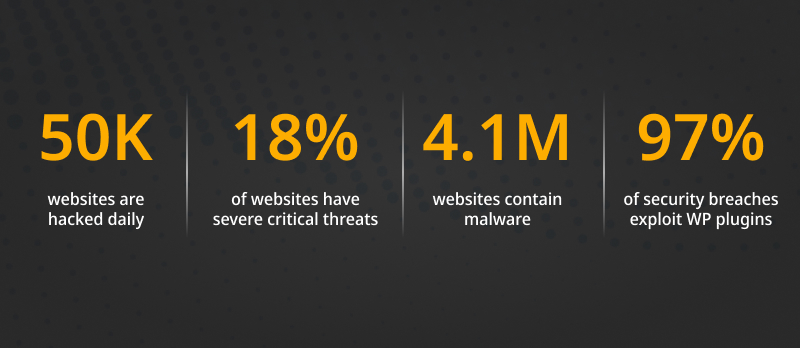 50K
websites are
hacked daily
18%
of websites have
severe critical threats
4.1M
websites contain
malware
97%
of security breaches
exploit WP plugins